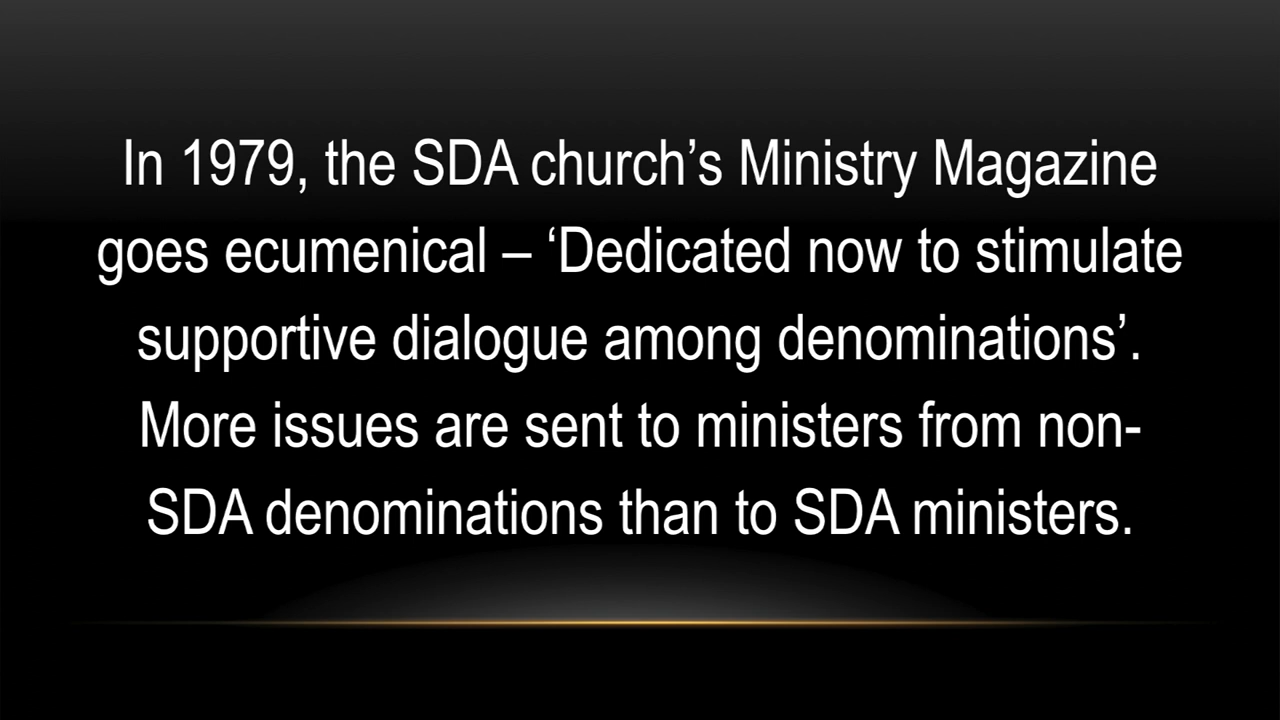 In 1979, the SDA church’s Ministry Magazine
goes ecumenical – ‘Dedicated now to stimulate
supportive dialogue among denominations’.
More issues are sent to ministers from non-
SDA denominations than to SDA ministers.